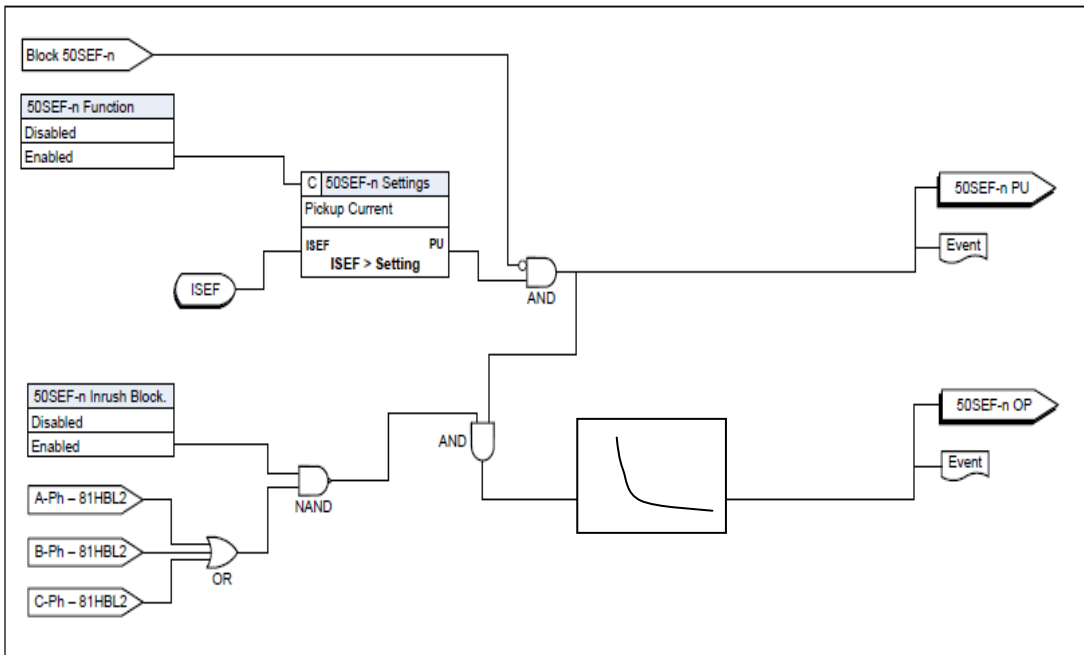 Block 50SEF-n
50SEF-n Function
Disabled
Enabled
C 50SEF-n Settings
Pickup Current
ISEF PU
ISEF > Setting
ISEF
AND
50SEF-n PU
Event
50SEF-n Inrush Block.
Disabled
Enabled
A-Ph – 81HBL2
B-Ph – 81HBL2
C-Ph – 81HBL2
OR
NAND
AND
50SEF-n OP
Event